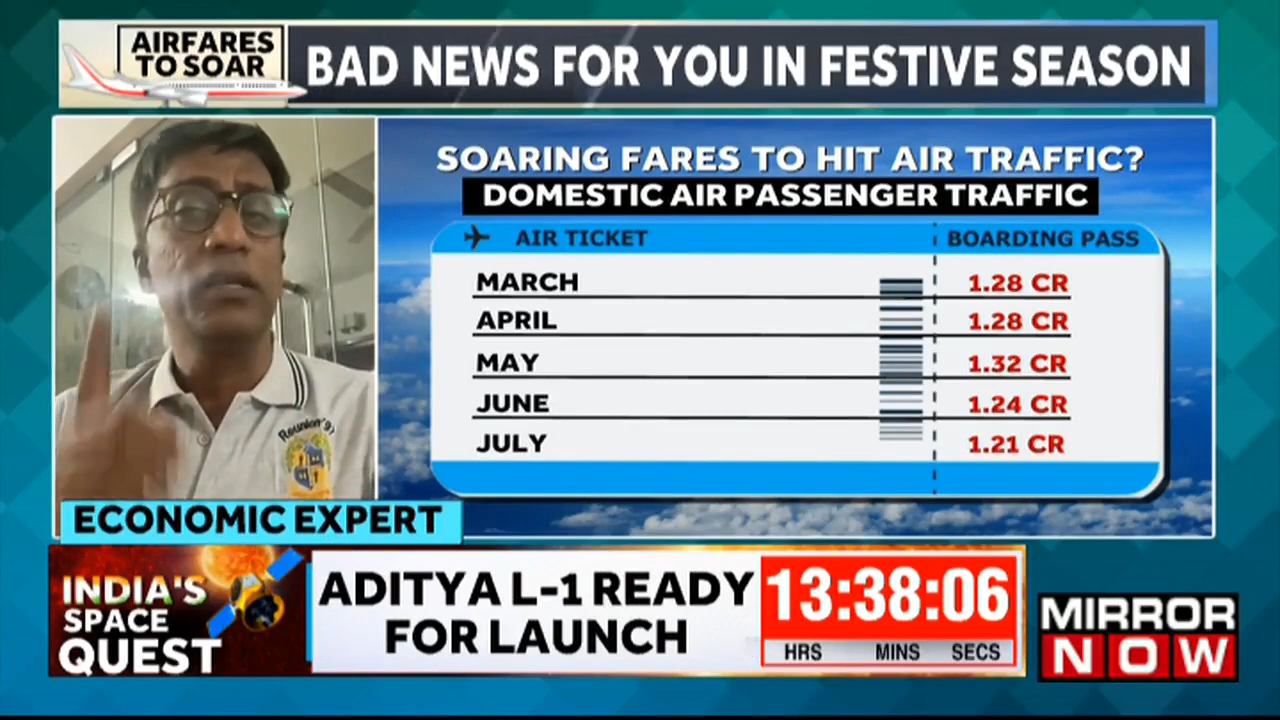 AIRFARES
TO SOAR
BAD NEWS FOR YOU IN FESTIVE SEASON
SOARING FARES TO HIT AIR TRAFFIC?
DOMESTIC AIR PASSENGER TRAFFIC
AIR TICKET
BOARDING PASS
MARCH 1.28 CR
APRIL 1.28 CR
MAY 1.32 CR
JUNE 1.24 CR
JULY 1.21 CR
Reunion'97
ECONOMIC EXPERT
INDIA'S
SPACE
QUEST
ADITYA L-1 READY
FOR LAUNCH
13:38:06
HRS MINS SECS
MIRROR
NOW